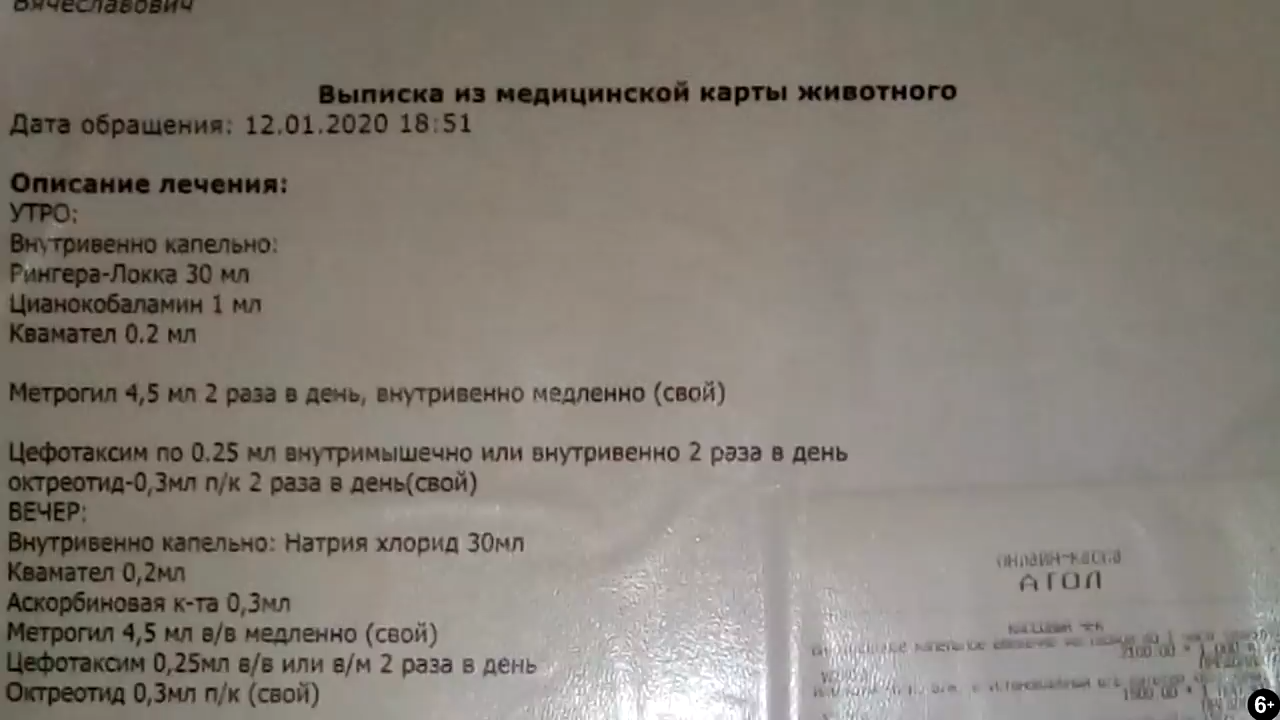 Вячеславович
Выписка из медицинской карты животного
Дата обращения: 12.01.2020 18:51
Описание лечения:
УТРО:
Внутривенно капельно:
Рингера-Локка 30 мл
Цианокобаламин 1 мл
Квамател 0.2 мл
Метрогил 4,5 мл 2 раза в день, внутривенно медленно (свой)
Цефотаксим по 0.25 мл внутримышечно или внутривенно 2 раза в день
октреотид-0,3мл п/к 2 раза в день(свой)
ВЕЧЕР:
Внутривенно капельно: Натрия хлорид 30мл
Квамател 0,2мл
Аскорбиновая к-та 0,3мл
Метрогил 4,5 мл в/в медленно (свой)
Цефотаксим 0,25мл в/в или в/м 2 раза в день
Октреотид 0,3мл п/к (свой)
онлайн-касса
АТОЛ
кассовый чек
6+